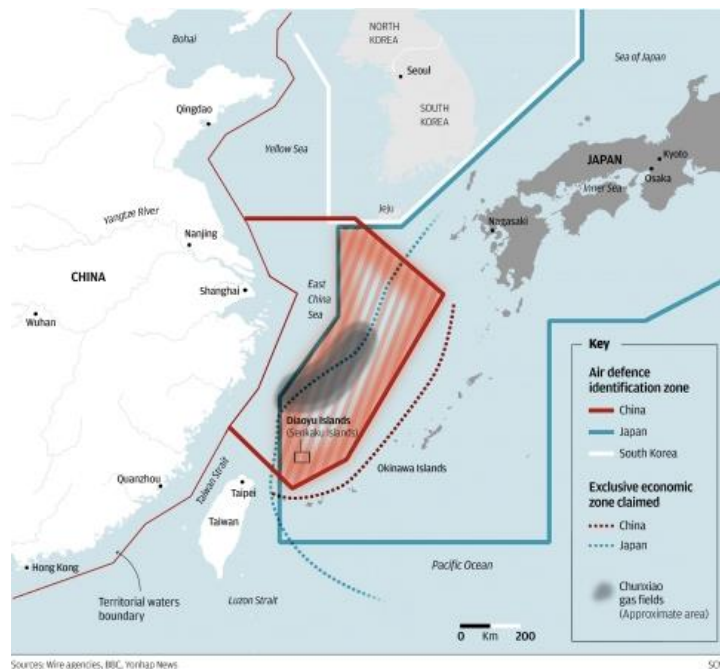 Bohai
NORTH
KOREA
Sea of Japan
Seoul
Qingdao
SOUTH
KOREA
Yellow Sea
JAPAN
Kyoto
Osaka
Inner Sea
Jeju
Yangtze River
Nagasaki
Nanjing
CHINA
East
China
Sea
Shanghai
Wuhan
Key
Air defence
identification zone
China
Japan
South Korea
Diaoyu Islands
(Senkaku Islands)
Okinawa Islands
Quanzhou
Taiwan Strait
Taipei
Taiwan
Exclusive economic
zone claimed
China
Japan
Hong Kong
Pacific Ocean
Chunxiao
gas fields
(Approximate area)
Territorial waters
boundary
Luzon Strait
0 Km 200
Sources: Wire agencies, BBC, Yonhap News